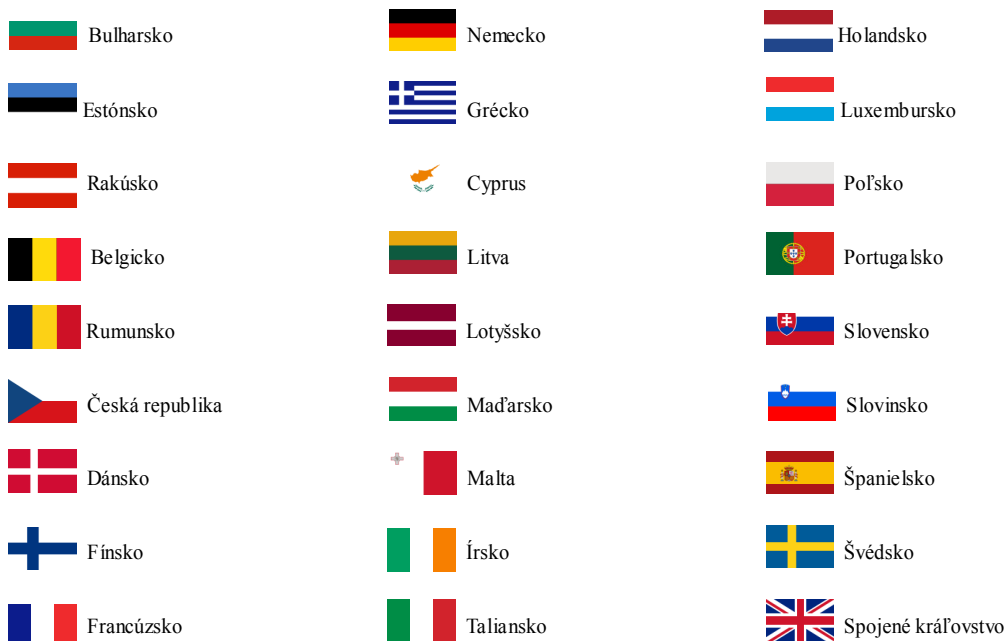 Bulharsko
Nemecko
Holandsko
Estónsko
Grécko
Luxembursko
Rakúsko
Cyprus
Poľsko
Belgicko
Litva
Portugalsko
Rumunsko
Lotyšsko
Slovensko
Česká republika
Maďarsko
Slovinsko
Dánsko
Malta
Španielsko
Fínsko
Írsko
Švédsko
Francúzsko
Taliansko
Spojené kráľovstvo